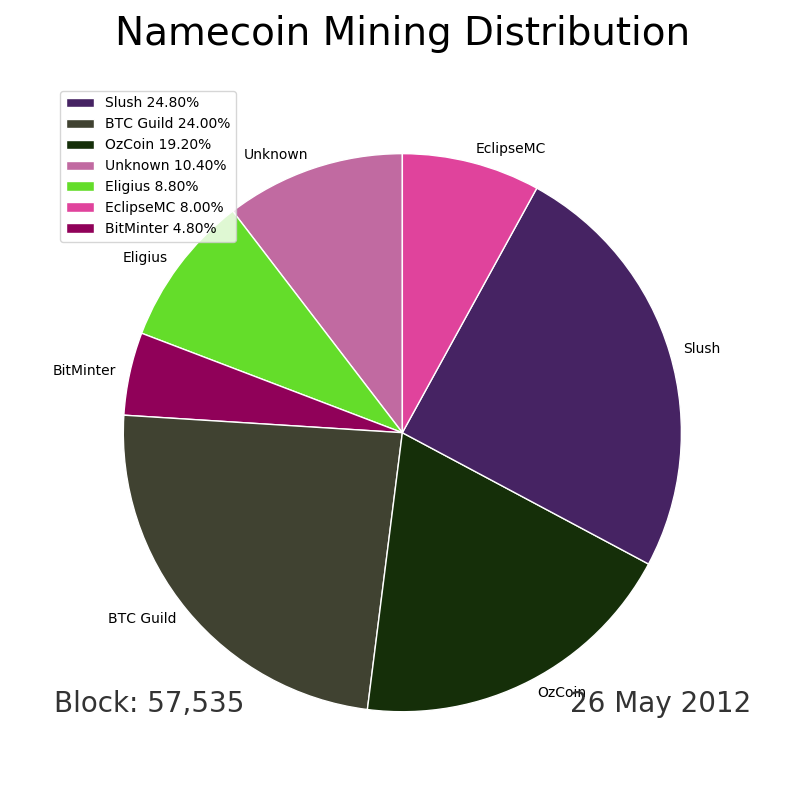 Namecoin Mining Distribution
Slush 24.80%
BTC Guild 24.00%
OzCoin 19.20%
Unknown 10.40%
Eligius 8.80%
EclipseMC 8.00%
BitMinter 4.80%
Unknown
EclipseMC
Eligius
Slush
BitMinter
BTC Guild
OzCoin
Block: 57,535
26 May 2012